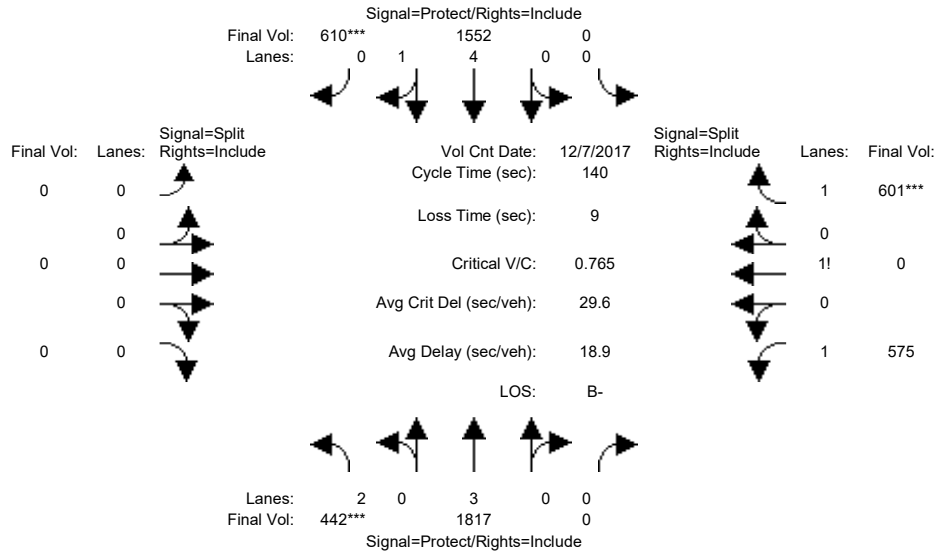 Signal=Protect/Rights=Include
Final Vol: 610*** 1552 0
Lanes: 0 1 4 0 0
Signal=Split Signal=Split
Final Vol: Lanes: Rights=Include Vol Cnt Date: 12/7/2017 Rights=Include Lanes: Final Vol:
Cycle Time (sec): 140
0 0 1 601***
Loss Time (sec): 9
0 0
0 0 Critical V/C: 0.765 1! 0
0 Avg Crit Del (sec/veh): 29.6 0
0 0 Avg Delay (sec/veh): 18.9 1 575
LOS: B-
Lanes: 2 0 3 0 0
Final Vol: 442*** 1817 0
Signal=Protect/Rights=Include